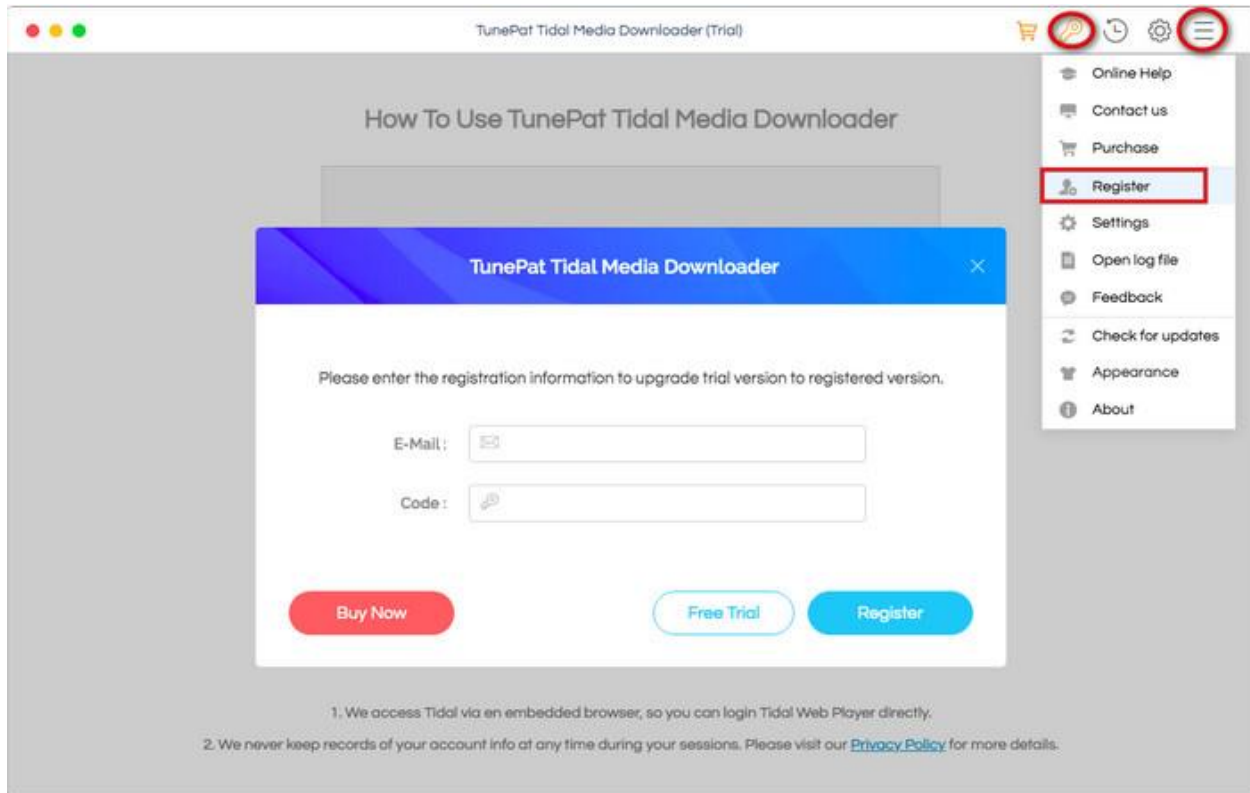 TunePat Tidal Media Downloader (Trial)
How To Use TunePat Tidal Media Downloader
Online Help
Contact us
Purchase
Register
Settings
Open log file
Feedback
Check for updates
Appearance
About
TunePat Tidal Media Downloader
Please enter the registration information to upgrade trial version to registered version.
E-Mail :
Code :
Buy Now
Free Trial
Register
1. We access Tidal via en embedded browser, so you can login Tidal Web Player directly.
2. We never keep records of your account info at any time during your sessions. Please visit our Privacy Policy for more details.